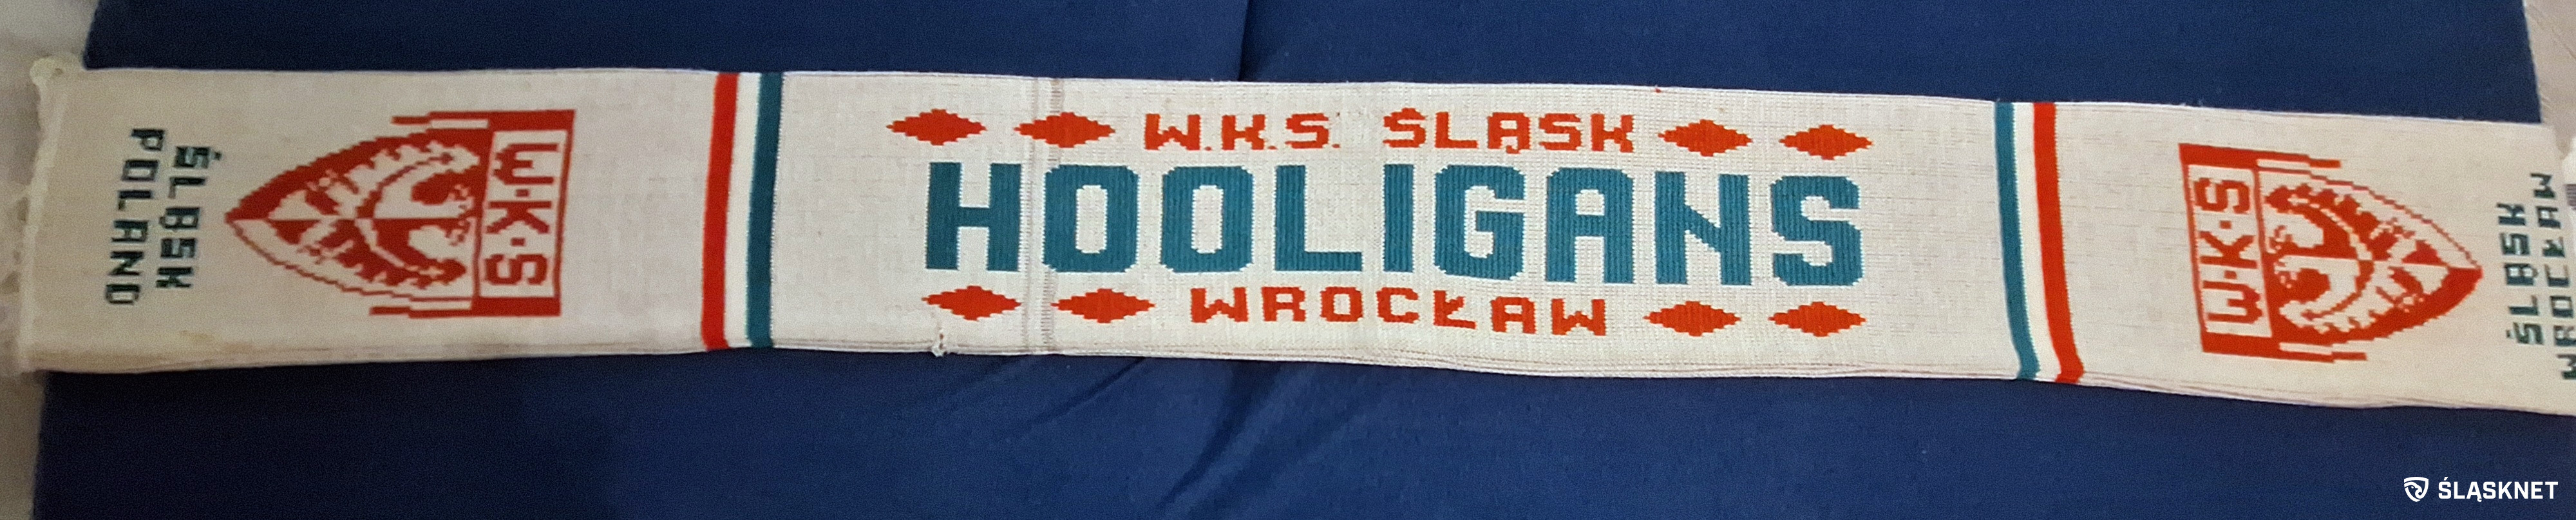 ŚLĄSK
POLAND
W·K·S
W.K.S. ŚLĄSK
HOOLIGANS
WROCŁAW
W·K·S
ŚLĄSK
WROCŁAW
ŚLĄSKNET